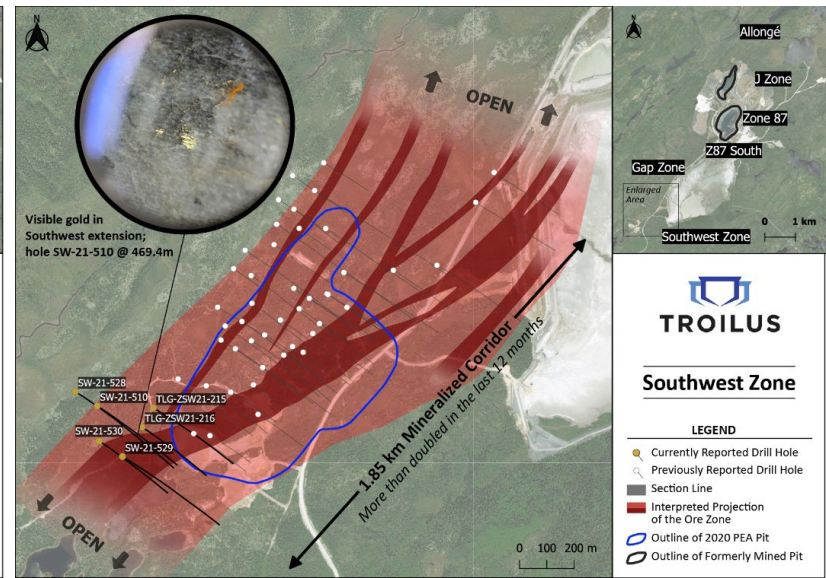 N
Visible gold in
Southwest extension;
hole SW-21-510 @ 469.4m
OPEN
SW-21-528
SW-21-510
TLG-ZSW21-215
TLG-ZSW21-216
SW-21-530
SW-21-529
1.85 km Mineralized Corridor
More than doubled in the last 12 months
OPEN
0 100 200 m
N
Allongé
J Zone
Zone 87
Z87 South
Gap Zone
Enlarged
Area
0 1 km
Southwest Zone
TROILUS
Southwest Zone
LEGEND
Currently Reported Drill Hole
Previously Reported Drill Hole
Section Line
Interpreted Projection
of the Ore Zone
Outline of 2020 PEA Pit
Outline of Formerly Mined Pit